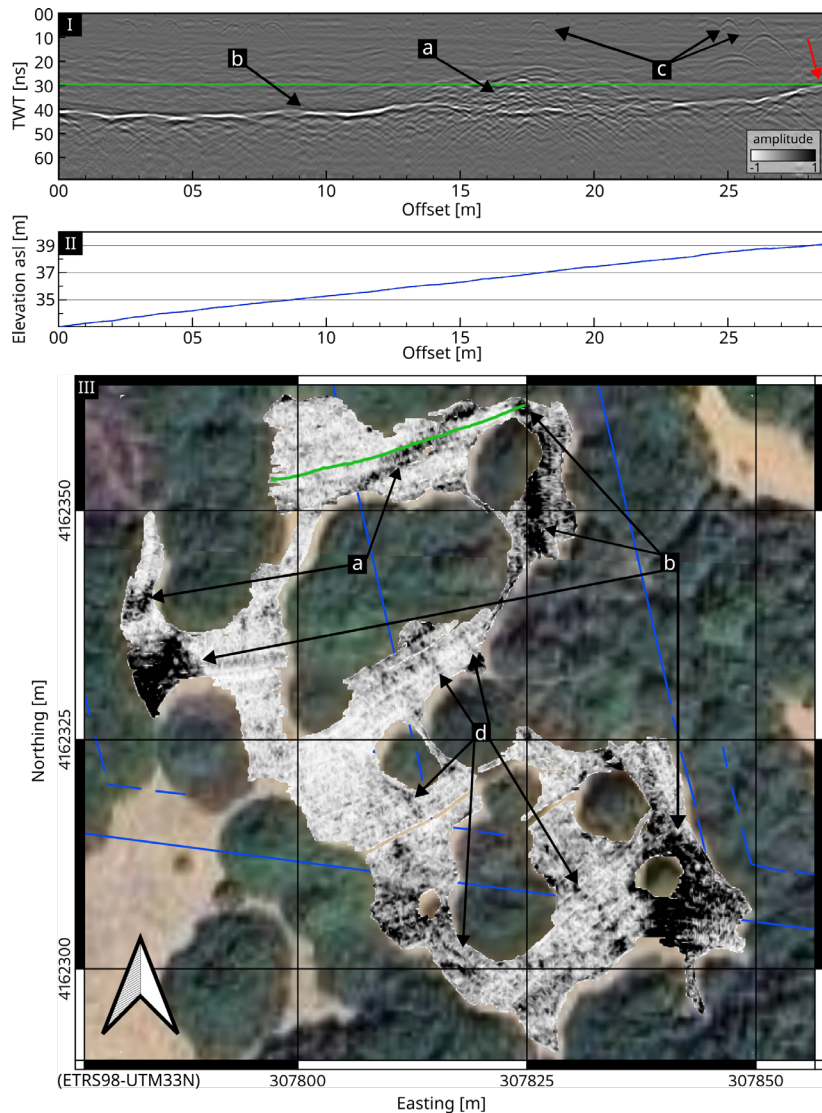 I
00
10
20
30
40
50
60
TWT [ns]
b
a
c
amplitude
-1
1
00
05
10
15
20
25
Offset [m]
II
39
37
35
Elevation asl [m]
00
05
10
15
20
25
Offset [m]
III
4162350
4162325
4162300
Northing [m]
a
b
d
(ETRS98-UTM33N)
307800
307825
307850
Easting [m]